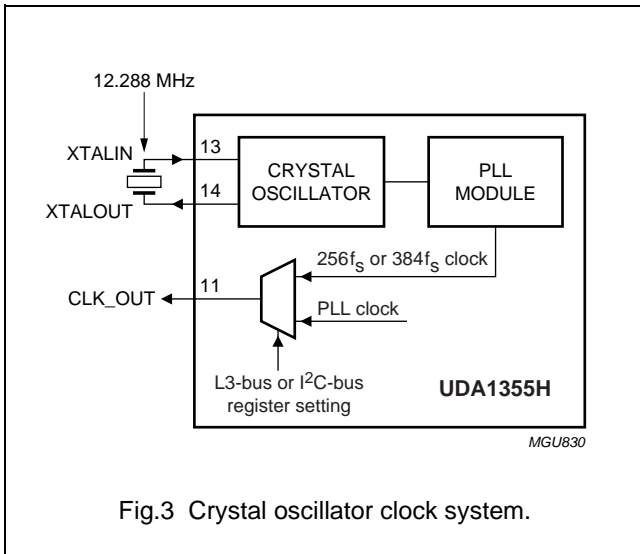 12.288 MHz
XTALIN
13
CRYSTAL
OSCILLATOR
PLL
MODULE
XTALOUT
14
256fS or 384fS clock
CLK_OUT
11
PLL clock
L3-bus or I2C-bus
register setting
UDA1355H
MGU830
Fig.3 Crystal oscillator clock system.